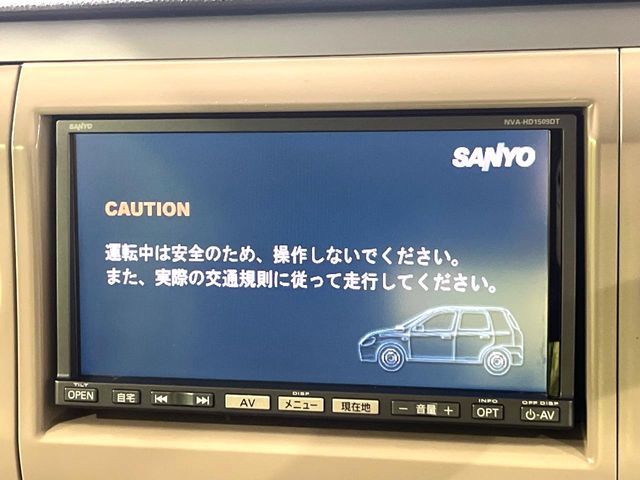 SANYO NVA-HD1509DT
SANYO
CAUTION
運転中は安全のため、操作しないでください。
また、実際の交通規則に従って走行してください。
TILT DISP INFO OFF DISP
OPEN 自宅 AV メニュー 現在地 － 音量 ＋ OPT ⏻-AV